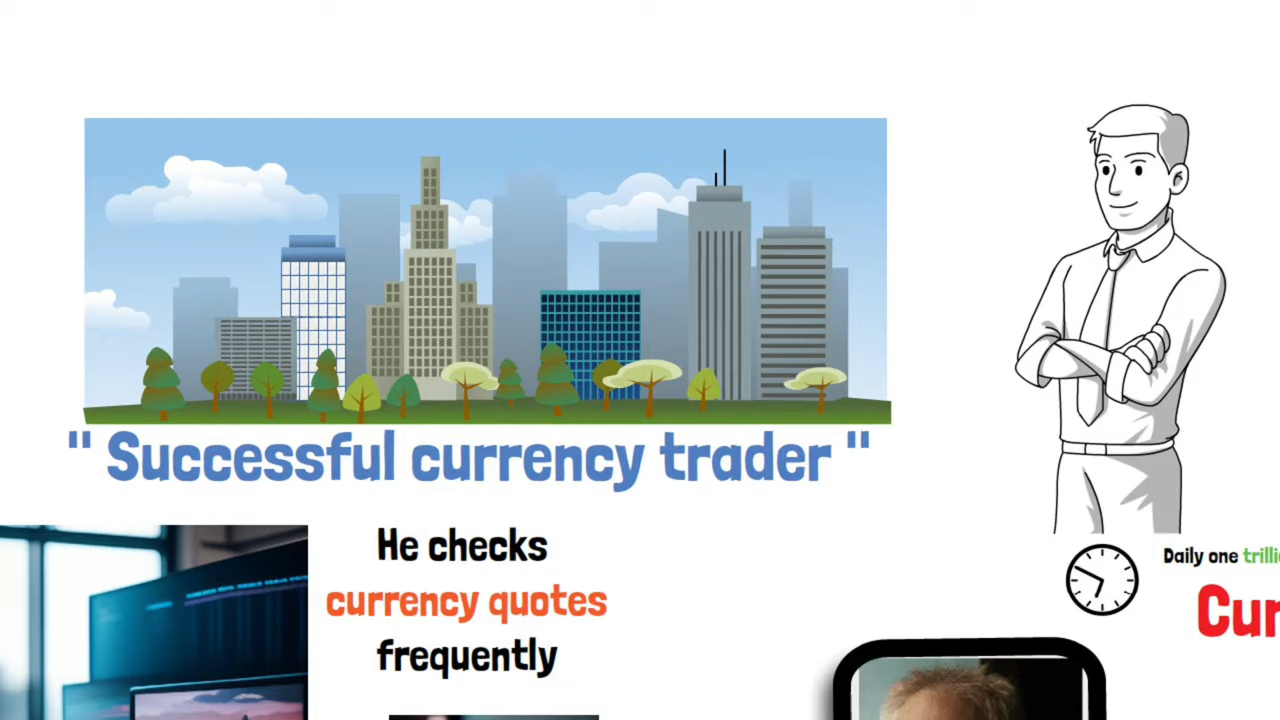 " Successful currency trader "
He checks
currency quotes
frequently
Daily one